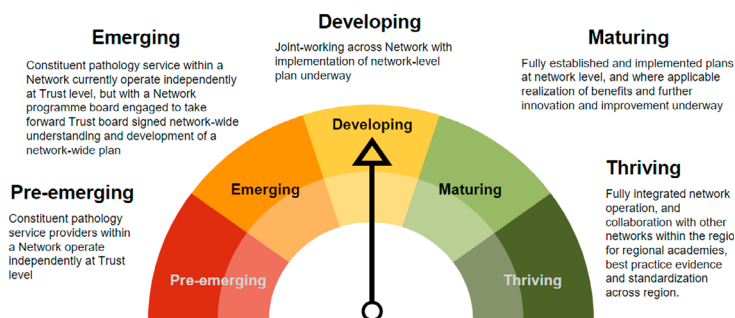 Developing
Joint-working across Network with
implementation of network-level
plan underway
Emerging
Constituent pathology service within a
Network currently operate independently
at Trust level, but with a Network
programme board engaged to take
forward Trust board signed network-wide
understanding and development of a
network-wide plan
Maturing
Fully established and implemented plans
at network level, and where applicable
realization of benefits and further
innovation and improvement underway
Pre-emerging
Constituent pathology
service providers within
a Network operate
independently at Trust
level
Thriving
Fully integrated network
operation, and
collaboration with other
networks within the regio
for regional academies,
best practice evidence
and standardization
across region.
Pre-emerging
Emerging
Developing
Maturing
Thriving